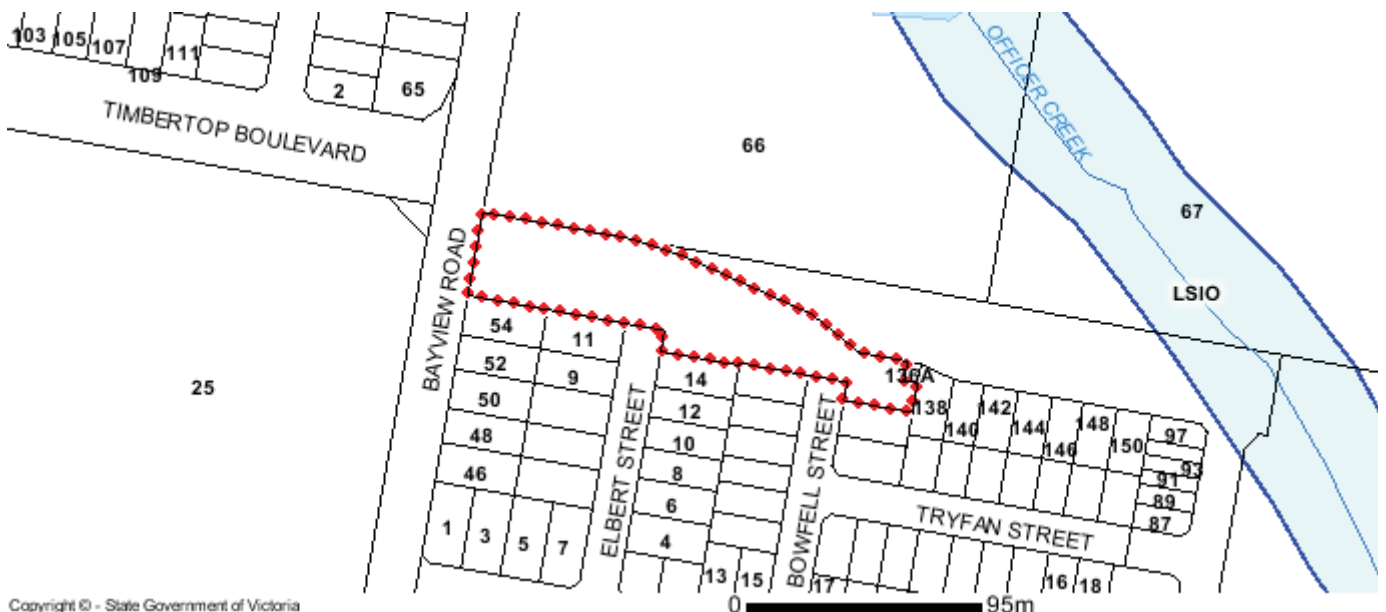 103 105 107 109 111
2 65
TIMBERTOP BOULEVARD
66
OFFICER CREEK
67
LSIO
BAYVIEW ROAD
25
54 11
52 9
50
48
46
1 3 5 7
ELBERT STREET
14
12
10
8
6
4
13 15
BOWFELL STREET
17
136A
138 140 142 144 146 148 150
97
93
91
89
87
TRYFAN STREET
16 18
Copyright © - State Government of Victoria
0 95m